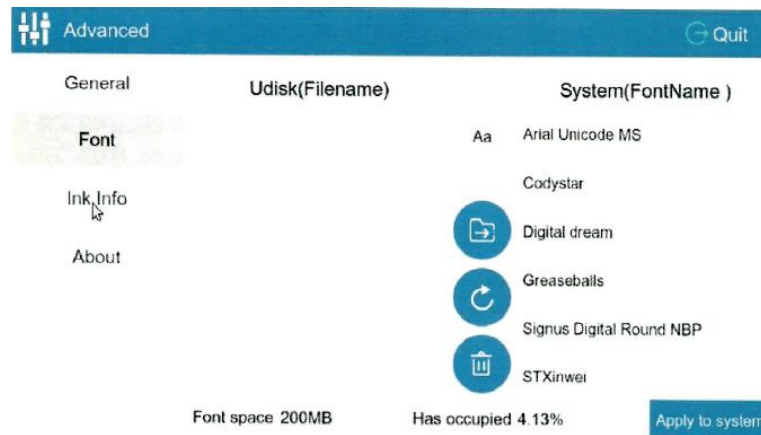 Advanced
Quit
General
Font
Ink Info
About
Udisk(Filename)
System(FontName )
Aa
Arial Unicode MS
Codystar
Digital dream
Greaseballs
Signus Digital Round NBP
STXinwei
Font space 200MB
Has occupied 4.13%
Apply to system